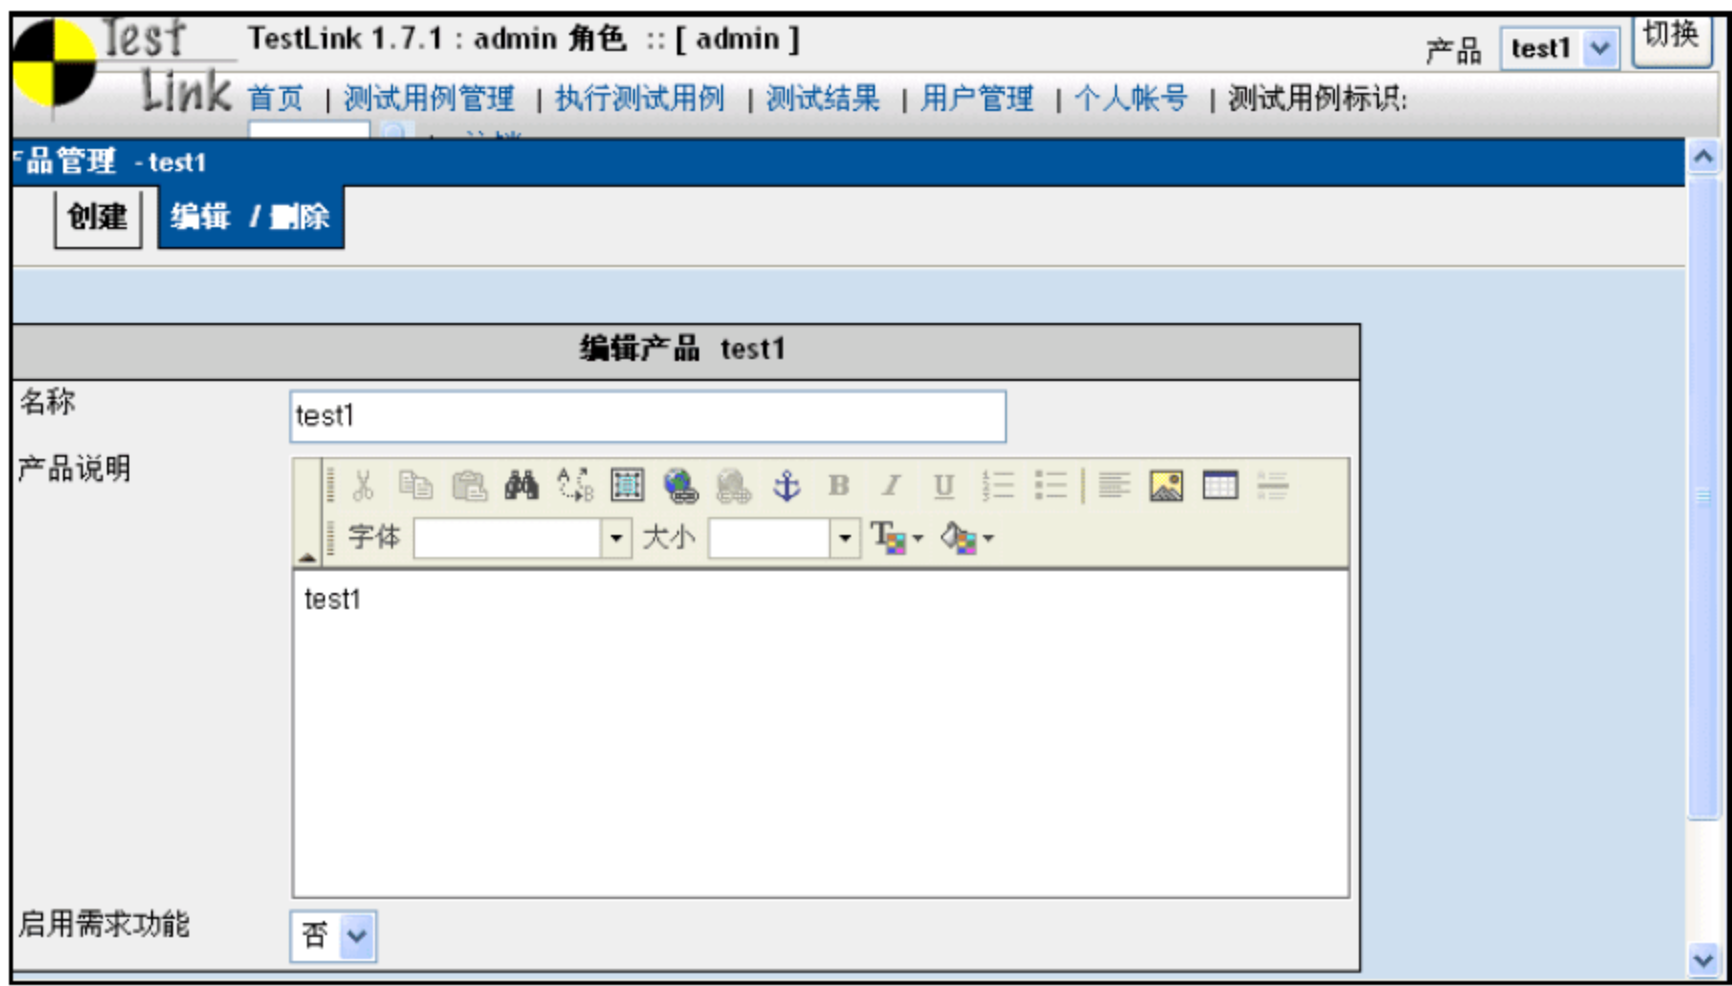 Test
Link
TestLink 1.7.1 : admin 角色 :: [ admin ]
产品 test1 切换
首页 | 测试用例管理 | 执行测试用例 | 测试结果 | 用户管理 | 个人帐号 | 测试用例标识:
品管理 - test1
创建 编辑 / 删除
编辑产品 test1
名称
test1
产品说明
B I U
字体 大小
test1
启用需求功能
否